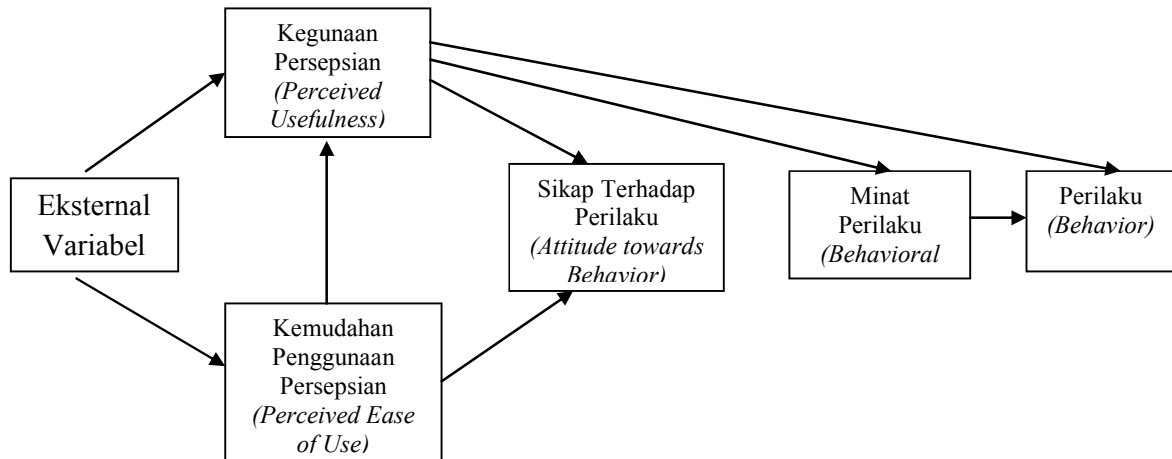 Kegunaan
Persepsian
(Perceived
Usefulness)
Eksternal
Variabel
Sikap Terhadap
Perilaku
(Attitude towards
Behavior)
Minat
Perilaku
(Behavioral
Perilaku
(Behavior)
Kemudahan
Penggunaan
Persepsian
(Perceived Ease
of Use)